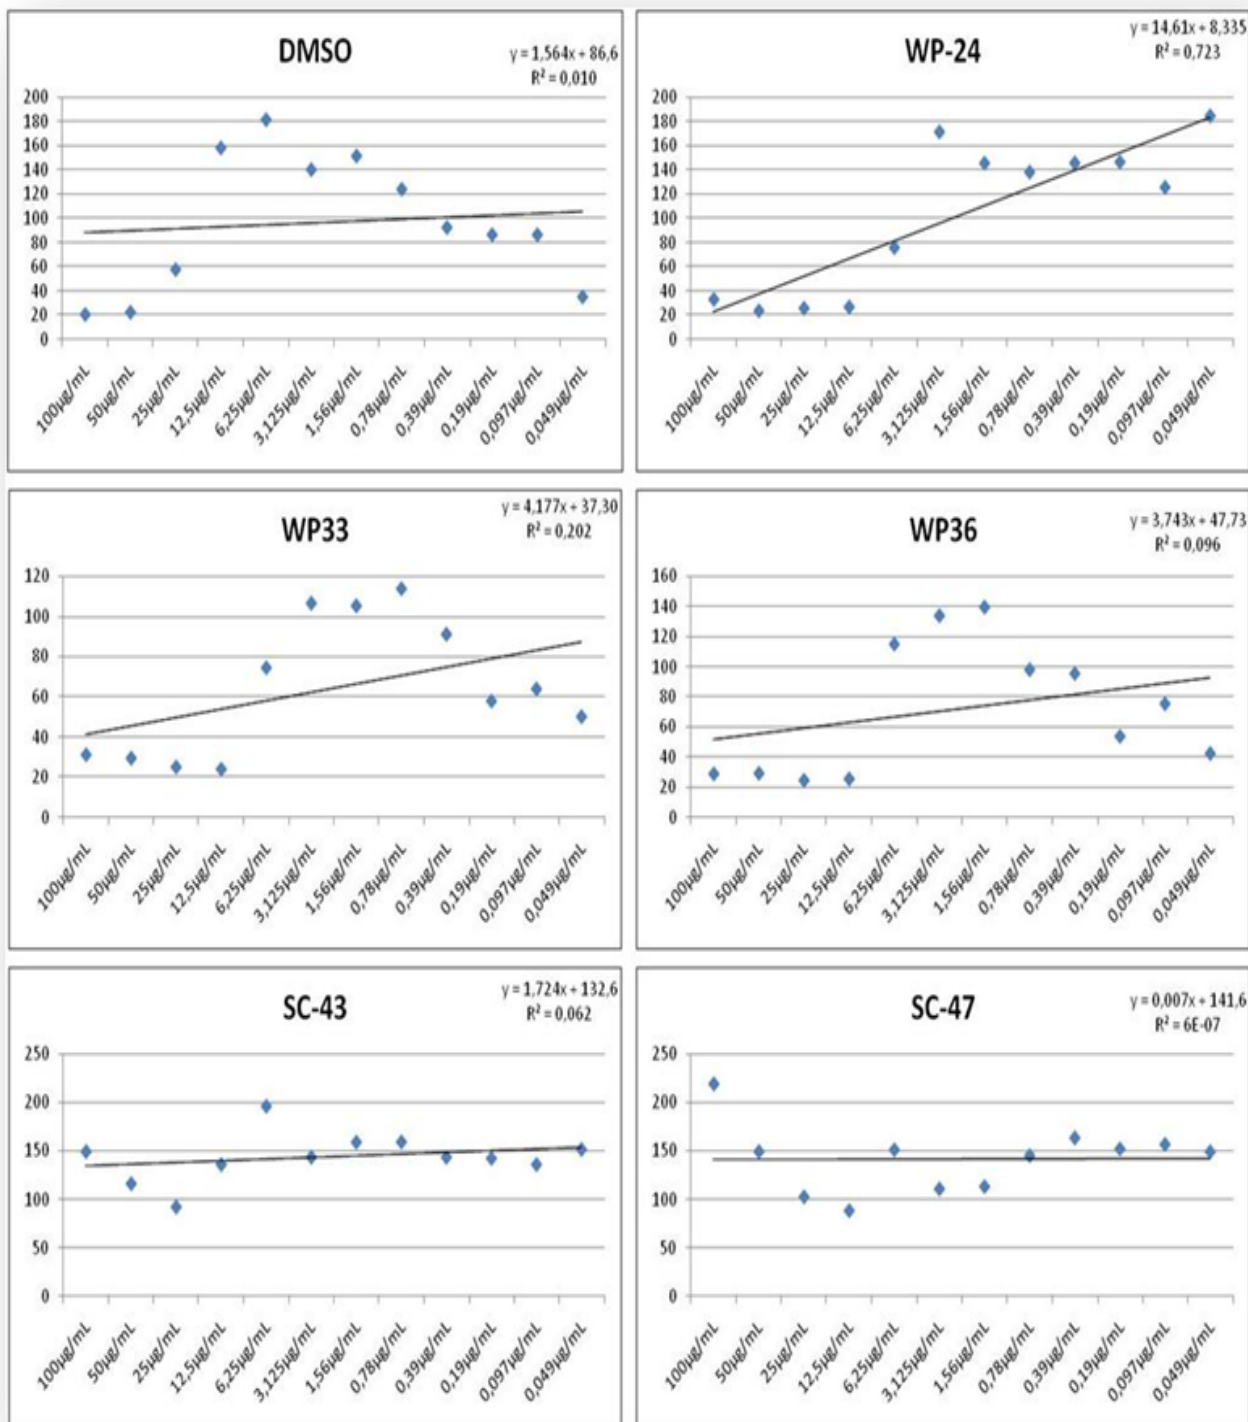 DMSO
y = 1,564x + 86,6
R² = 0,010
200
180
160
140
120
100
80
60
40
20
0
100µg/mL
50µg/mL
25µg/mL
12,5µg/mL
6,25µg/mL
3,125µg/mL
1,56µg/mL
0,78µg/mL
0,39µg/mL
0,19µg/mL
0,097µg/mL
0,049µg/mL
WP-24
y = 14,61x + 8,335
R² = 0,723
200
180
160
140
120
100
80
60
40
20
0
100µg/mL
50µg/mL
25µg/mL
12,5µg/mL
6,25µg/mL
3,125µg/mL
1,56µg/mL
0,78µg/mL
0,39µg/mL
0,19µg/mL
0,097µg/mL
0,049µg/mL
WP33
y = 4,177x + 37,30
R² = 0,202
120
100
80
60
40
20
0
100µg/mL
50µg/mL
25µg/mL
12,5µg/mL
6,25µg/mL
3,125µg/mL
1,56µg/mL
0,78µg/mL
0,39µg/mL
0,19µg/mL
0,097µg/mL
0,049µg/mL
WP36
y = 3,743x + 47,73
R² = 0,096
160
140
120
100
80
60
40
20
0
100µg/mL
50µg/mL
25µg/mL
12,5µg/mL
6,25µg/mL
3,125µg/mL
1,56µg/mL
0,78µg/mL
0,39µg/mL
0,19µg/mL
0,097µg/mL
0,049µg/mL
SC-43
y = 1,724x + 132,6
R² = 0,062
250
200
150
100
50
0
100µg/mL
50µg/mL
25µg/mL
12,5µg/mL
6,25µg/mL
3,125µg/mL
1,56µg/mL
0,78µg/mL
0,39µg/mL
0,19µg/mL
0,097µg/mL
0,049µg/mL
SC-47
y = 0,007x + 141,6
R² = 6E-07
250
200
150
100
50
0
100µg/mL
50µg/mL
25µg/mL
12,5µg/mL
6,25µg/mL
3,125µg/mL
1,56µg/mL
0,78µg/mL
0,39µg/mL
0,19µg/mL
0,097µg/mL
0,049µg/mL